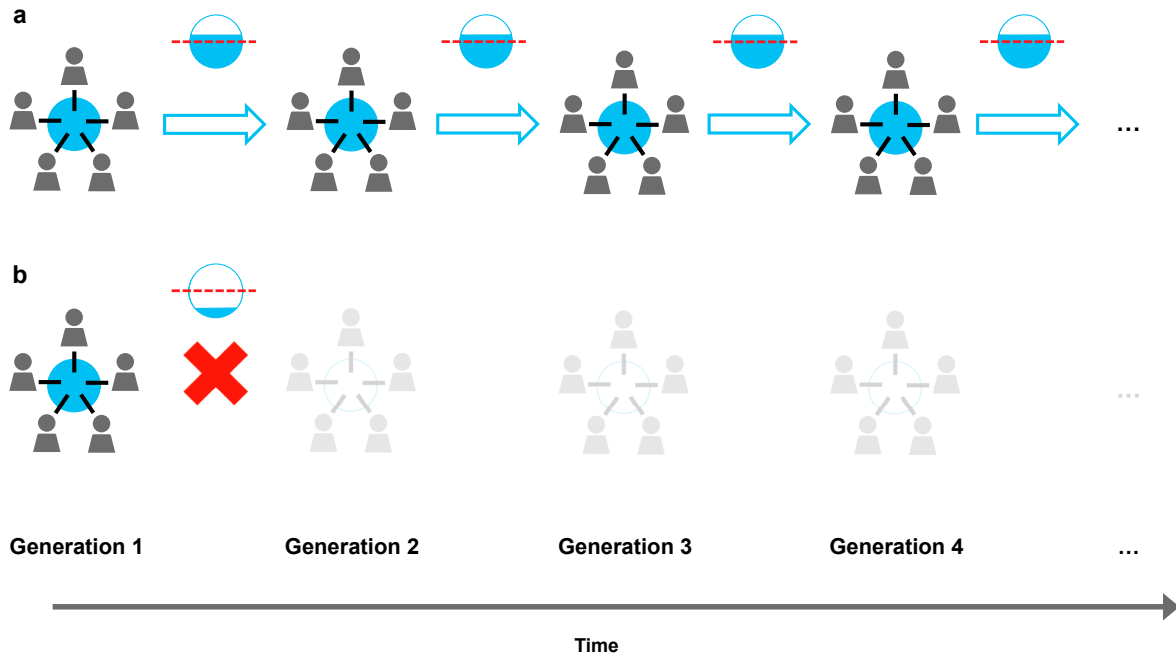 a
…
b
…
Generation 1
Generation 2
Generation 3
Generation 4
…
Time